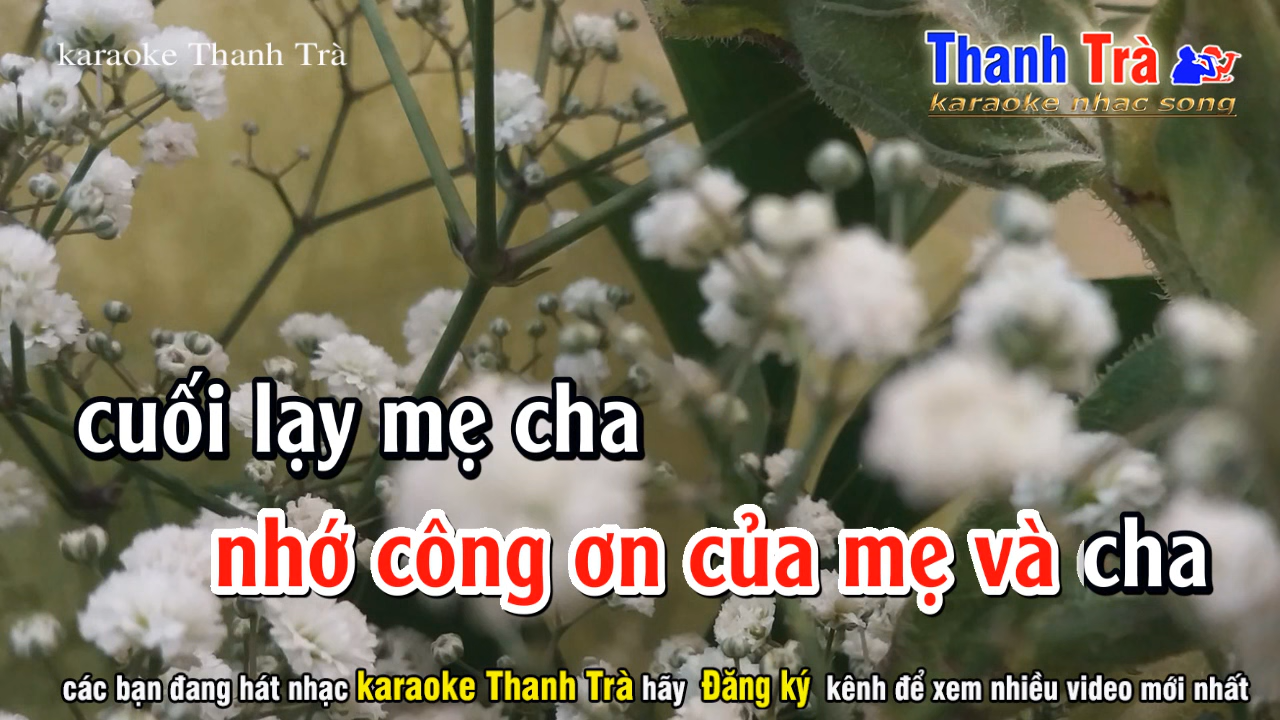 karaoke Thanh Trà
Thanh Trà
karaoke nhac song
cuối lạy mẹ cha
nhớ công ơn của mẹ và cha
các bạn đang hát nhạc karaoke Thanh Trà hãy Đăng ký kênh để xem nhiều video mới nhất